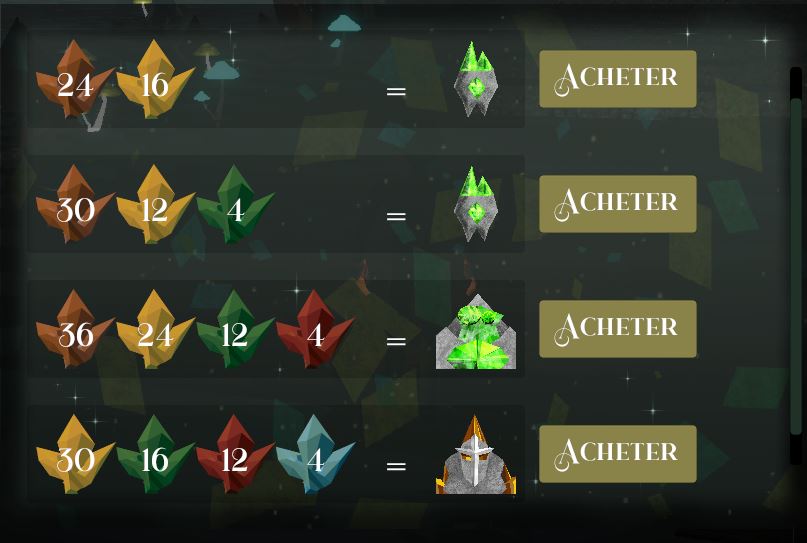 24 16 = ACHETER
30 12 4 = ACHETER
36 24 12 4 = ACHETER
30 16 12 4 = ACHETER